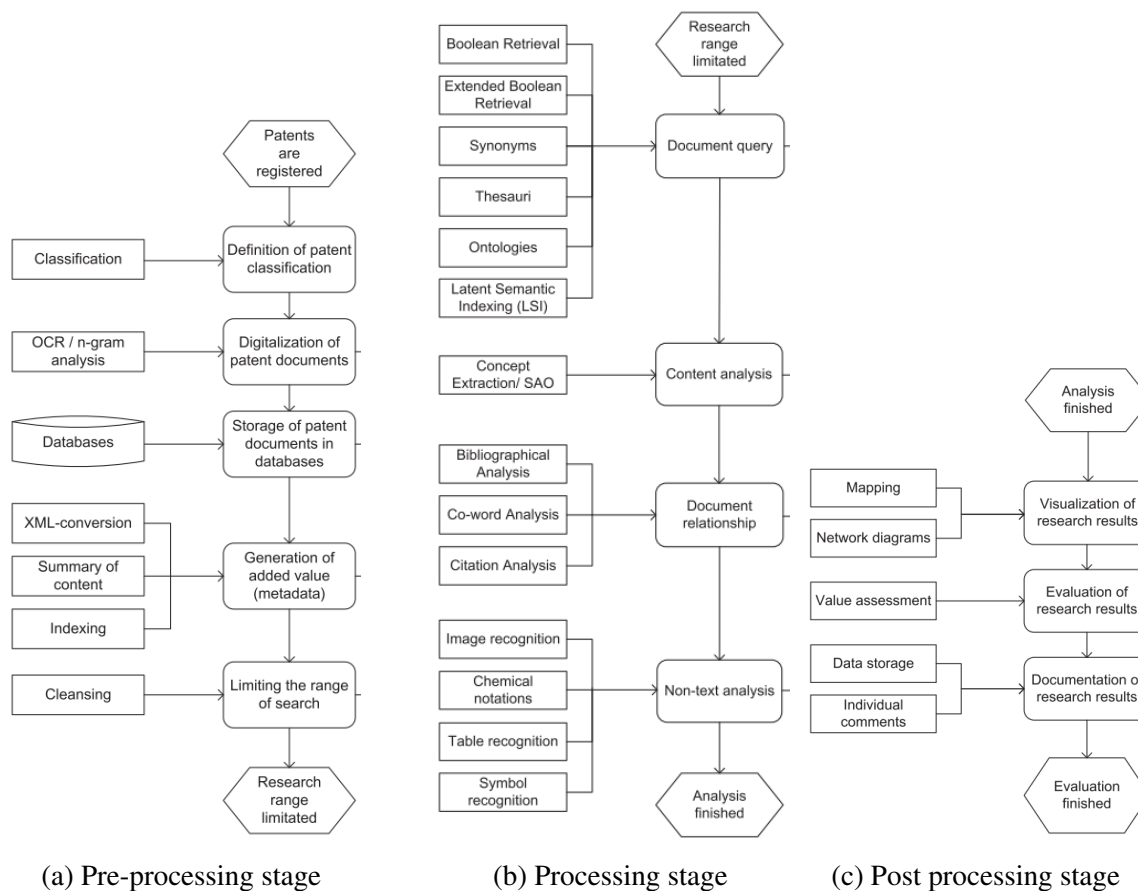 Patents
are
registered
Classification
Definition of patent
classification
OCR / n-gram
analysis
Digitalization of
patent documents
Databases
Storage of patent
documents in
databases
XML-conversion
Summary of
content
Indexing
Generation of
added value
(metadata)
Cleansing
Limiting the range
of search
Research
range
limitated
(a) Pre-processing stage
Research
range
limitated
Boolean Retrieval
Extended Boolean
Retrieval
Synonyms
Thesauri
Ontologies
Latent Semantic
Indexing (LSI)
Document query
Concept
Extraction/ SAO
Content analysis
Bibliographical
Analysis
Co-word Analysis
Citation Analysis
Document
relationship
Image recognition
Chemical
notations
Table recognition
Symbol
recognition
Non-text analysis
Analysis
finished
(b) Processing stage
Analysis
finished
Mapping
Network diagrams
Visualization of
research results
Value assessment
Evaluation of
research results
Data storage
Individual
comments
Documentation of
research results
Evaluation
finished
(c) Post processing stage